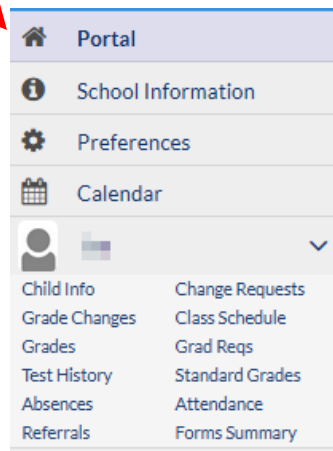 Portal
School Information
Preferences
Calendar
Child Info Change Requests
Grade Changes Class Schedule
Grades Grad Reqs
Test History Standard Grades
Absences Attendance
Referrals Forms Summary